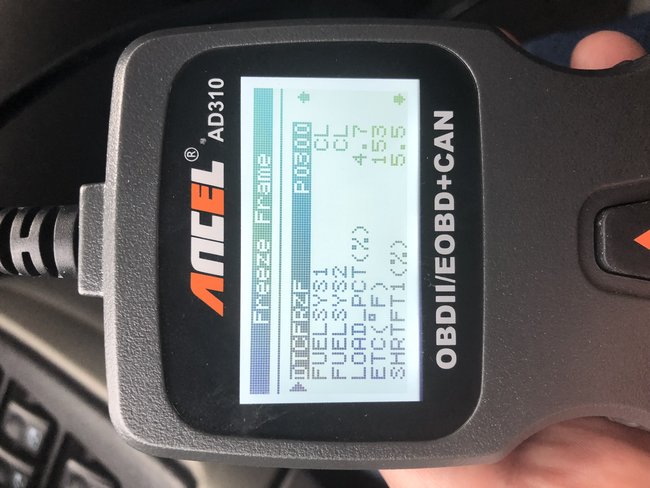 ANCEL® AD310
Freeze Frame
DTCFRZF P0300
FUELSYS1 CL
FUELSYS2 CL
LOAD_PCT(%) 4.7
ETC(°F) 153
SHRTFT1(%) 5.5
OBDII/EOBD+CAN